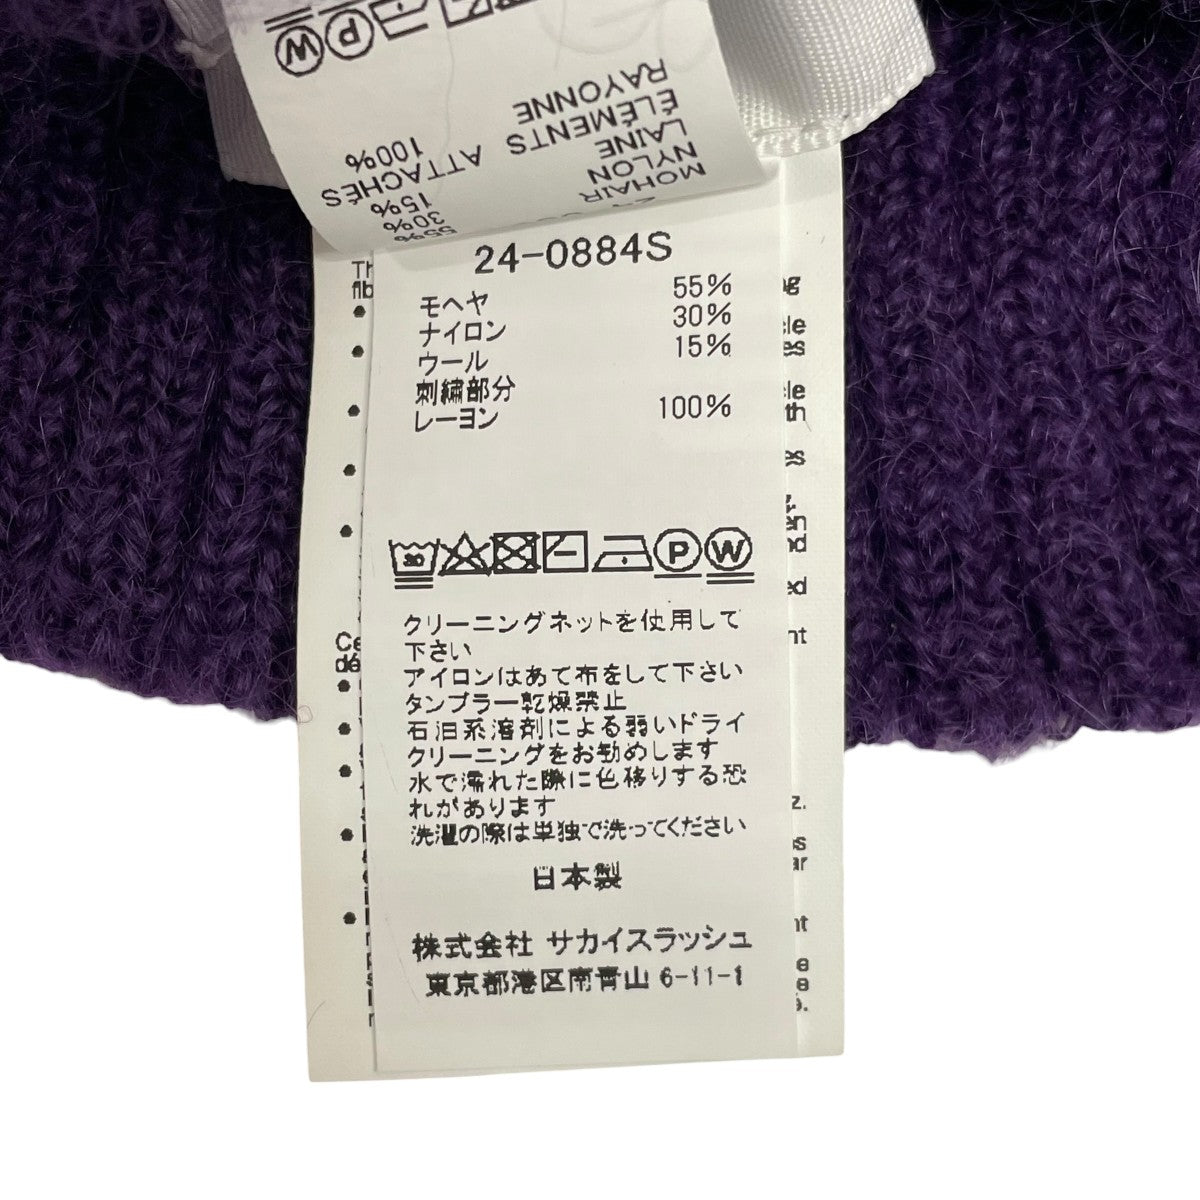 RAYONNE
100%
ÉLÉMENTS ATTACHÉS
LAINE
15%
NYLON
30%
MOHAIR
55%
24-0884S
モヘヤ 55%
ナイロン 30%
ウール 15%
刺繍部分
レーヨン 100%
30
P
W
クリーニングネットを使用して
下さい
アイロンはあて布をして下さい
タンブラー乾燥禁止
石油系溶剤による弱いドライ
クリーニングをお勧めします
水で濡れた際に色移りする恐
れがあります
洗濯の際は単独で洗ってください
日本製
株式会社 サカイスラッシュ
東京都港区南青山 6-11-1